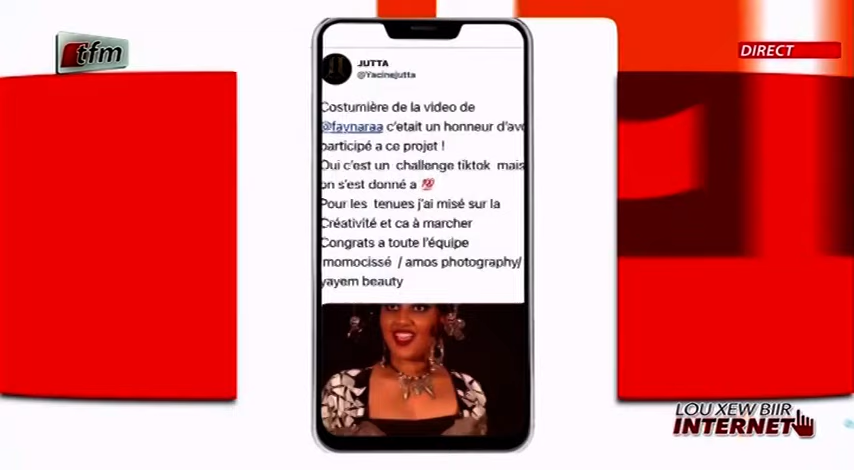 tfm
DIRECT
JUTTA
@Yacinejutta
Costumière de la video de
@faynaraa c'etait un honneur d'avo
participé a ce projet !
Oui c'est un challenge tiktok mais
on s'est donné a 💯
Pour les tenues j'ai misé sur la
Créativité et ca à marcher
Congrats a toute l'équipe
momocissé / amos photography/
yayem beauty
LOU XEW BIIR
INTERNET